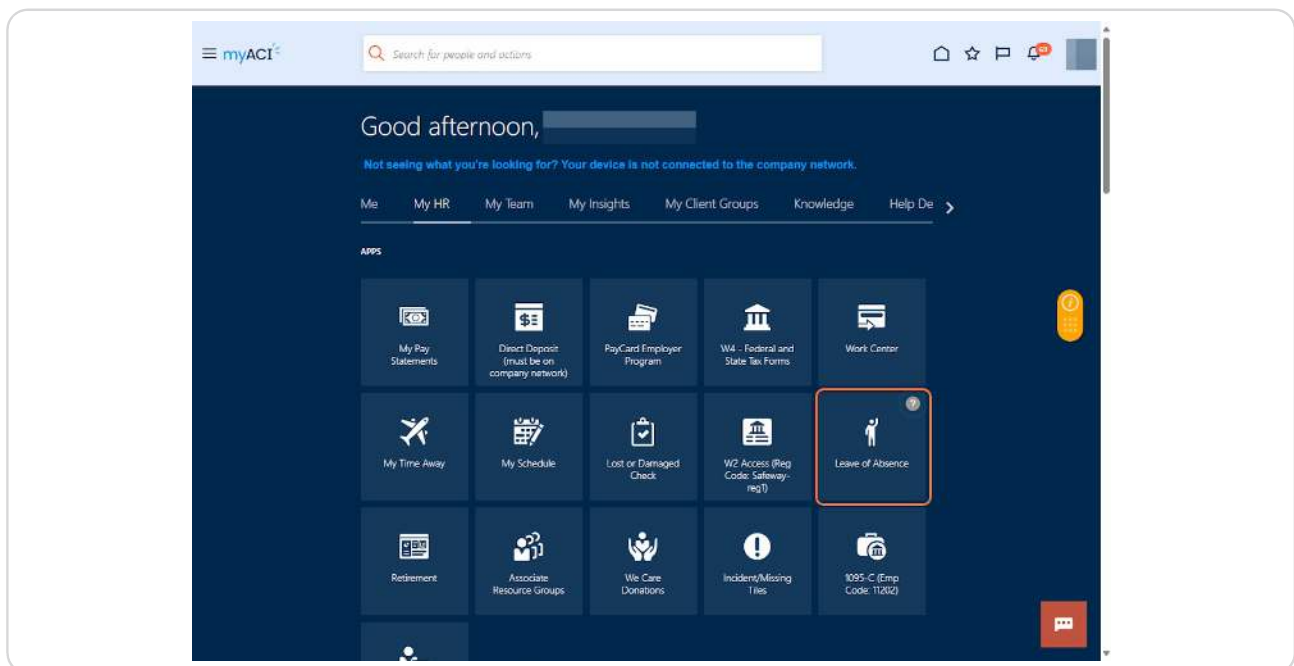 myACI
Search for people and actions
Good afternoon,
Not seeing what you're looking for? Your device is not connected to the company network.
Me My HR My Team My Insights My Client Groups Knowledge Help De
APPS
My Pay
Statements
Direct Deposit
(must be on
company network)
PayCard Employer
Program
W4 - Federal and
State Tax Forms
Work Center
My Time Away
My Schedule
Lost or Damaged
Check
W2 Access (Reg
Code: Safeway-
reg1)
?
Leave of Absence
Retirement
Associate
Resource Groups
We Care
Donations
Incident/Missing
Tiles
1095-C (Emp
Code: 11202)